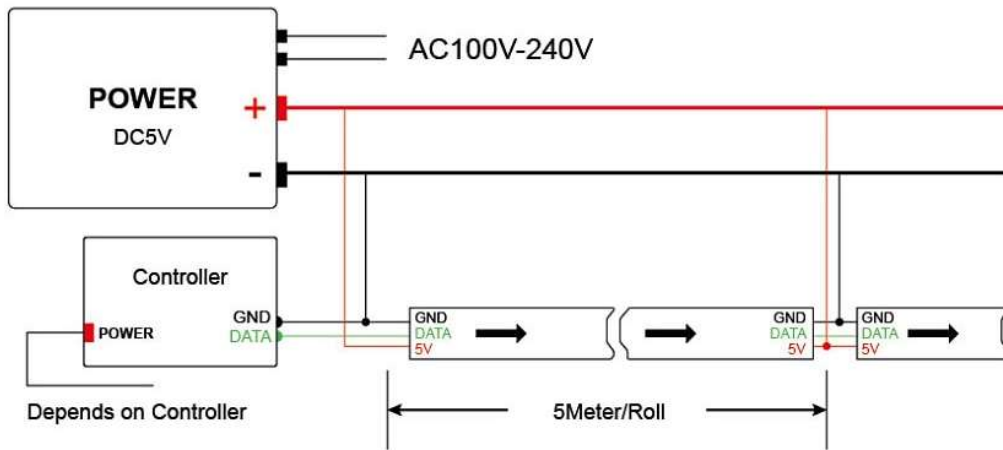 AC100V-240V
POWER
+
DC5V
-
Controller
GND
POWER
DATA
GND
DATA
5V
GND
DATA
5V
GND
DATA
5V
Depends on Controller
5Meter/Roll